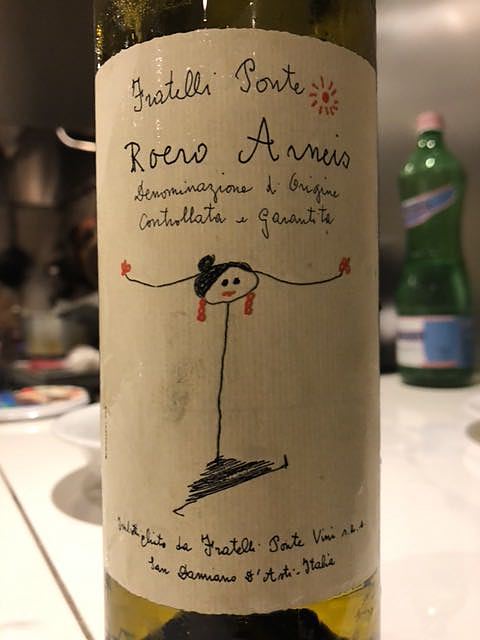 Fratelli Ponte
Roero Arneis
Denominazione di Origine
Controllata e Garantita
Imbottigliato da Fratelli Ponte Vini s.n.c.
San Damiano D'Asti-Italia